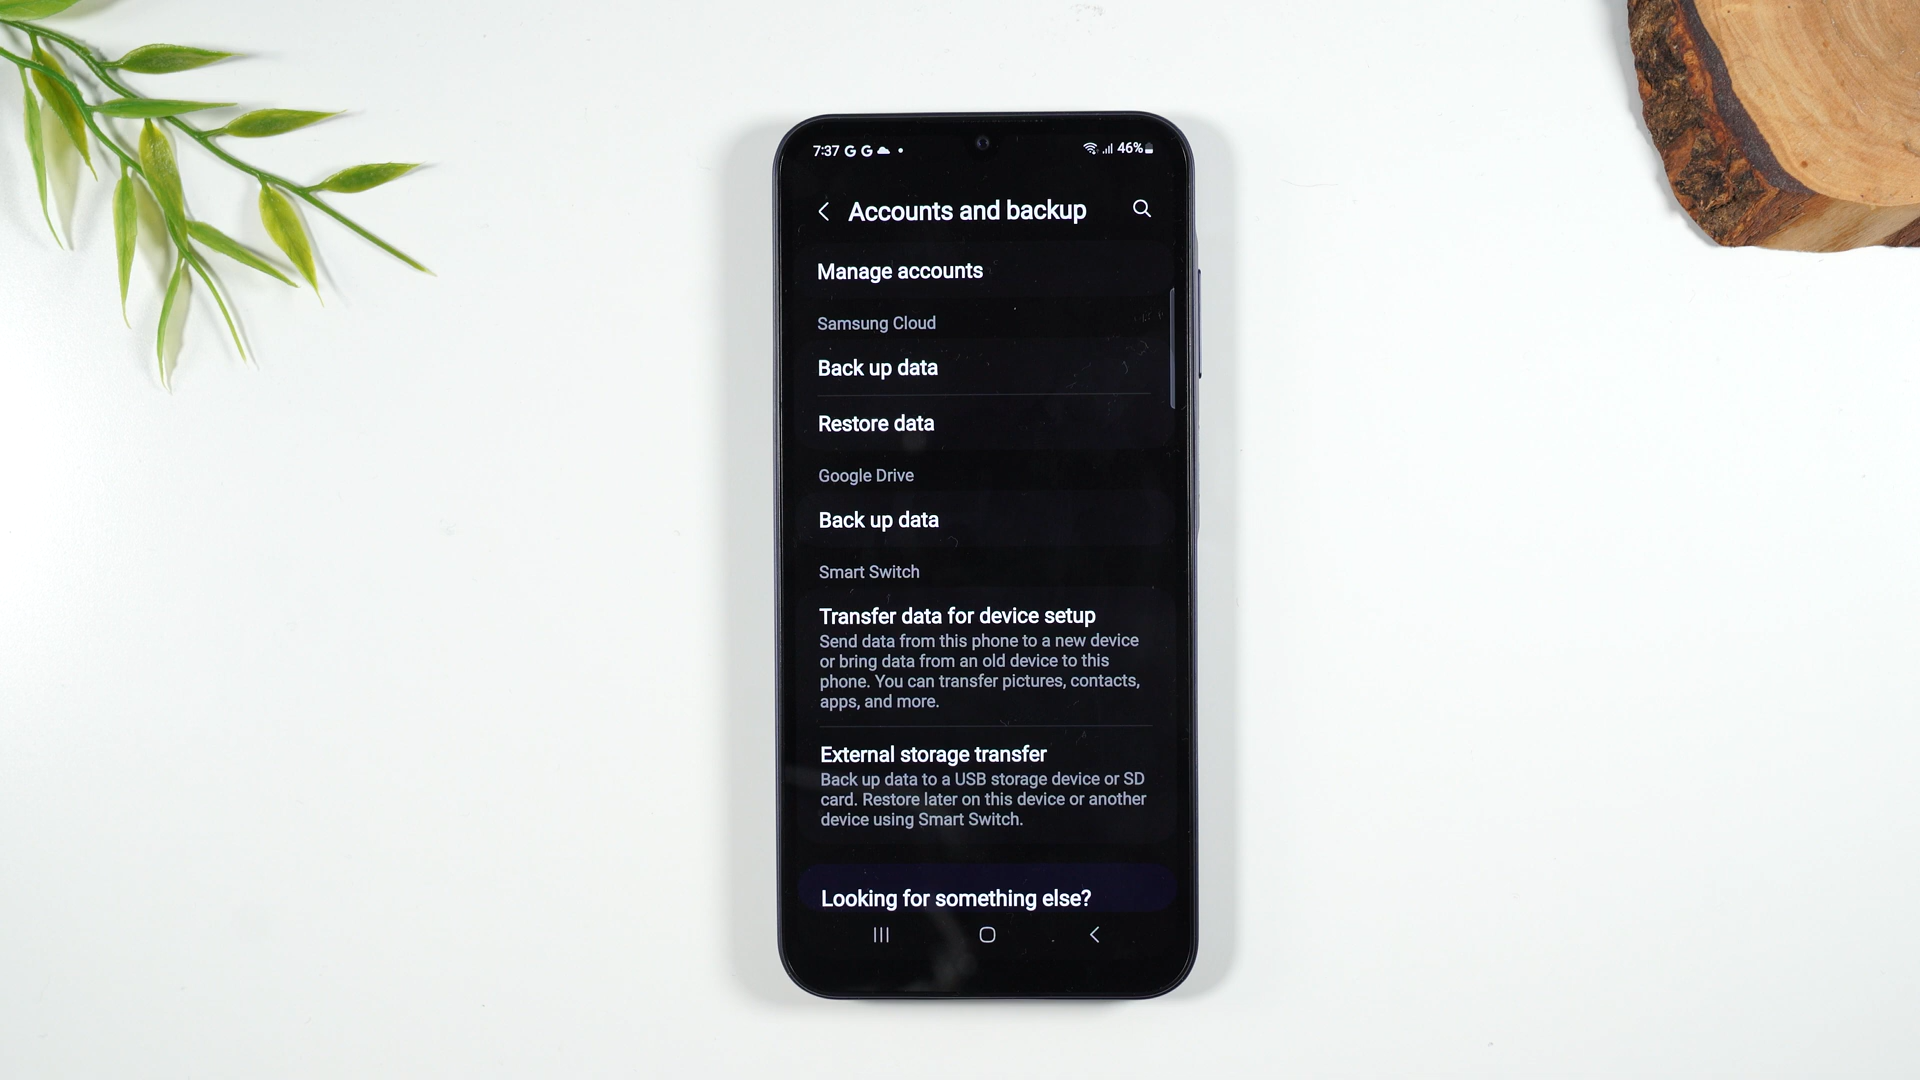 7:37 G G 46%
Accounts and backup
Manage accounts
Samsung Cloud
Back up data
Restore data
Google Drive
Back up data
Smart Switch
Transfer data for device setup
Send data from this phone to a new device
or bring data from an old device to this
phone. You can transfer pictures, contacts,
apps, and more.
External storage transfer
Back up data to a USB storage device or SD
card. Restore later on this device or another
device using Smart Switch.
Looking for something else?